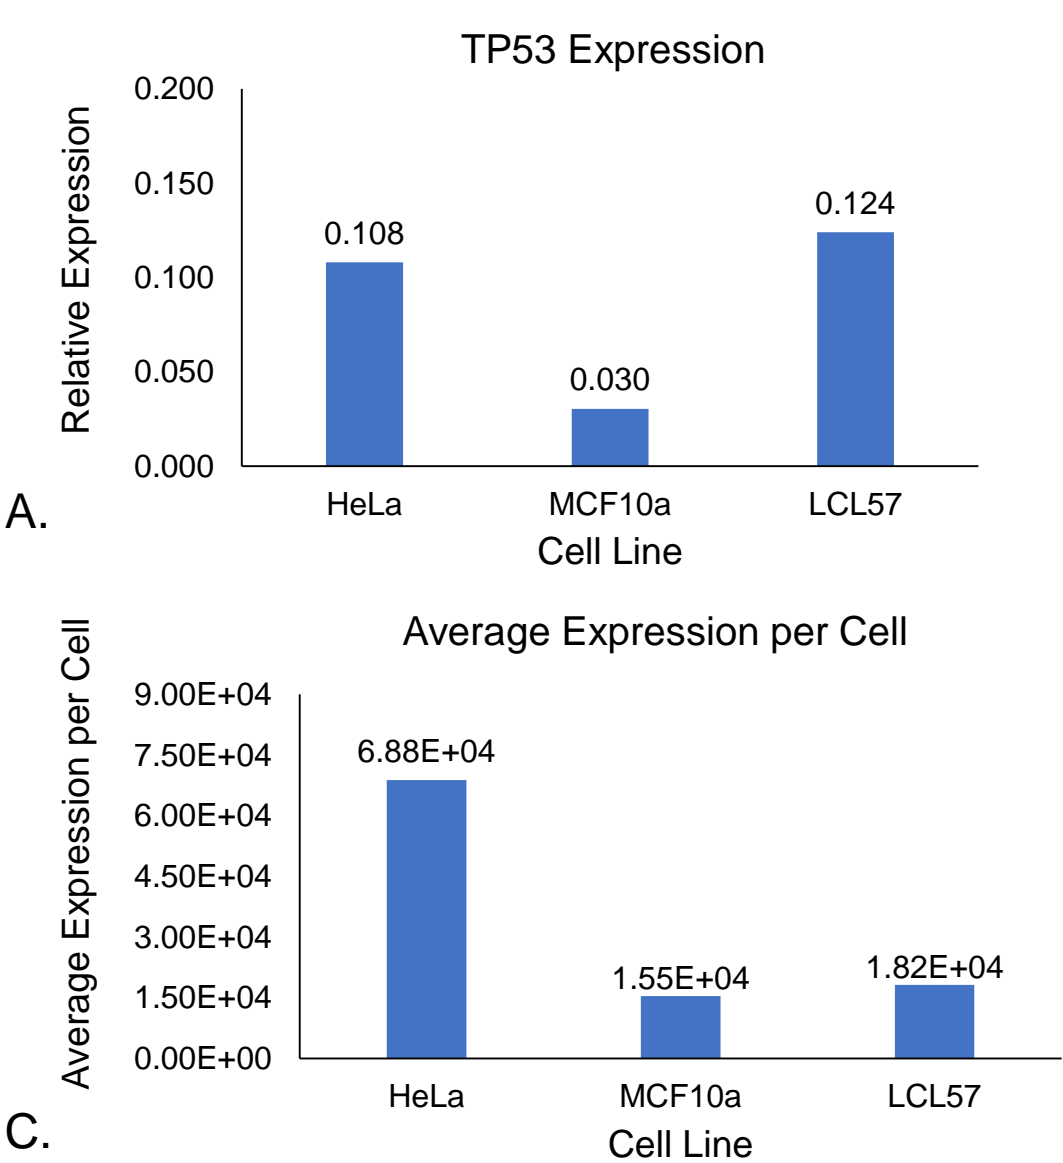 TP53 Expression
Relative Expression
0.200
0.150
0.100
0.050
0.000
0.108
0.030
0.124
HeLa
MCF10a
LCL57
Cell Line
A.
Average Expression per Cell
Average Expression per Cell
9.00E+04
7.50E+04
6.00E+04
4.50E+04
3.00E+04
1.50E+04
0.00E+00
6.88E+04
1.55E+04
1.82E+04
HeLa
MCF10a
LCL57
Cell Line
C.